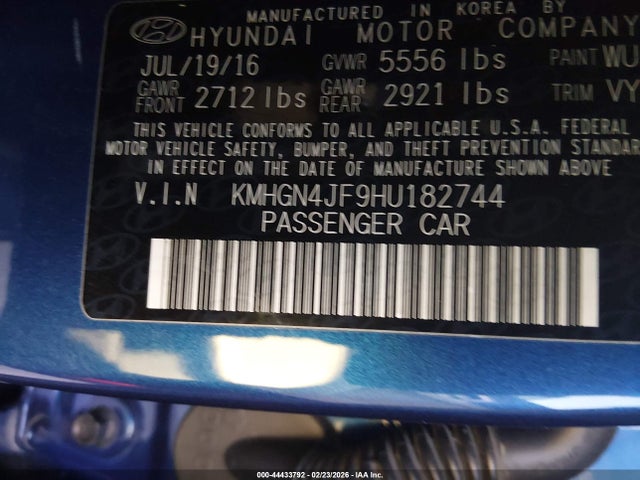 MANUFACTURED IN KOREA BY
HYUNDAI MOTOR COMPANY
JUL/19/16 GVWR 5556 lbs PAINT WU
GAWR FRONT 2712 lbs GAWR REAR 2921 lbs TRIM VY
THIS VEHICLE CONFORMS TO ALL APPLICABLE U.S.A. FEDERAL
MOTOR VEHICLE SAFETY, BUMPER, AND THEFT PREVENTION STANDAR
IN EFFECT ON THE DATE OF MANUFACTURE SHOWN ABOVE
V.I.N KMHGN4JF9HU182744
PASSENGER CAR
000-44433792 - 02/23/2026 - IAA Inc.